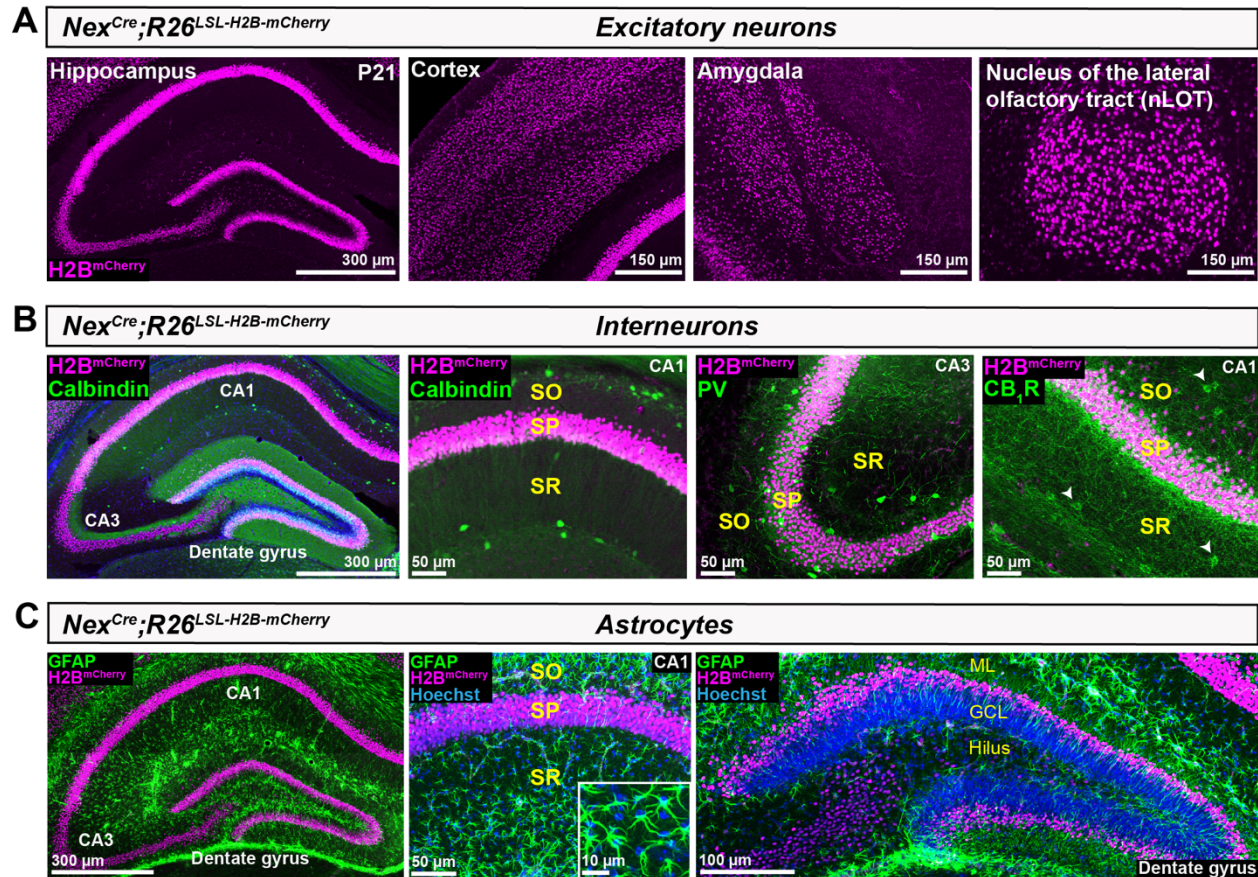 A
Nex^Cre;R26^LSL-H2B-mCherry
Excitatory neurons
Hippocampus
P21
H2B^mCherry
300 µm
Cortex
150 µm
Amygdala
150 µm
Nucleus of the lateral
olfactory tract (nLOT)
150 µm
B
Nex^Cre;R26^LSL-H2B-mCherry
Interneurons
H2B^mCherry
Calbindin
CA1
CA3
Dentate gyrus
300 µm
H2B^mCherry
Calbindin
CA1
SO
SP
SR
50 µm
H2B^mCherry
PV
CA3
SR
SP
SO
50 µm
H2B^mCherry
CB₁R
CA1
SO
SP
SR
50 µm
C
Nex^Cre;R26^LSL-H2B-mCherry
Astrocytes
GFAP
H2B^mCherry
CA1
CA3
300 µm
Dentate gyrus
GFAP
H2B^mCherry
Hoechst
CA1
SO
SP
SR
50 µm
10 µm
GFAP
H2B^mCherry
Hoechst
ML
GCL
Hilus
100 µm
Dentate gyrus